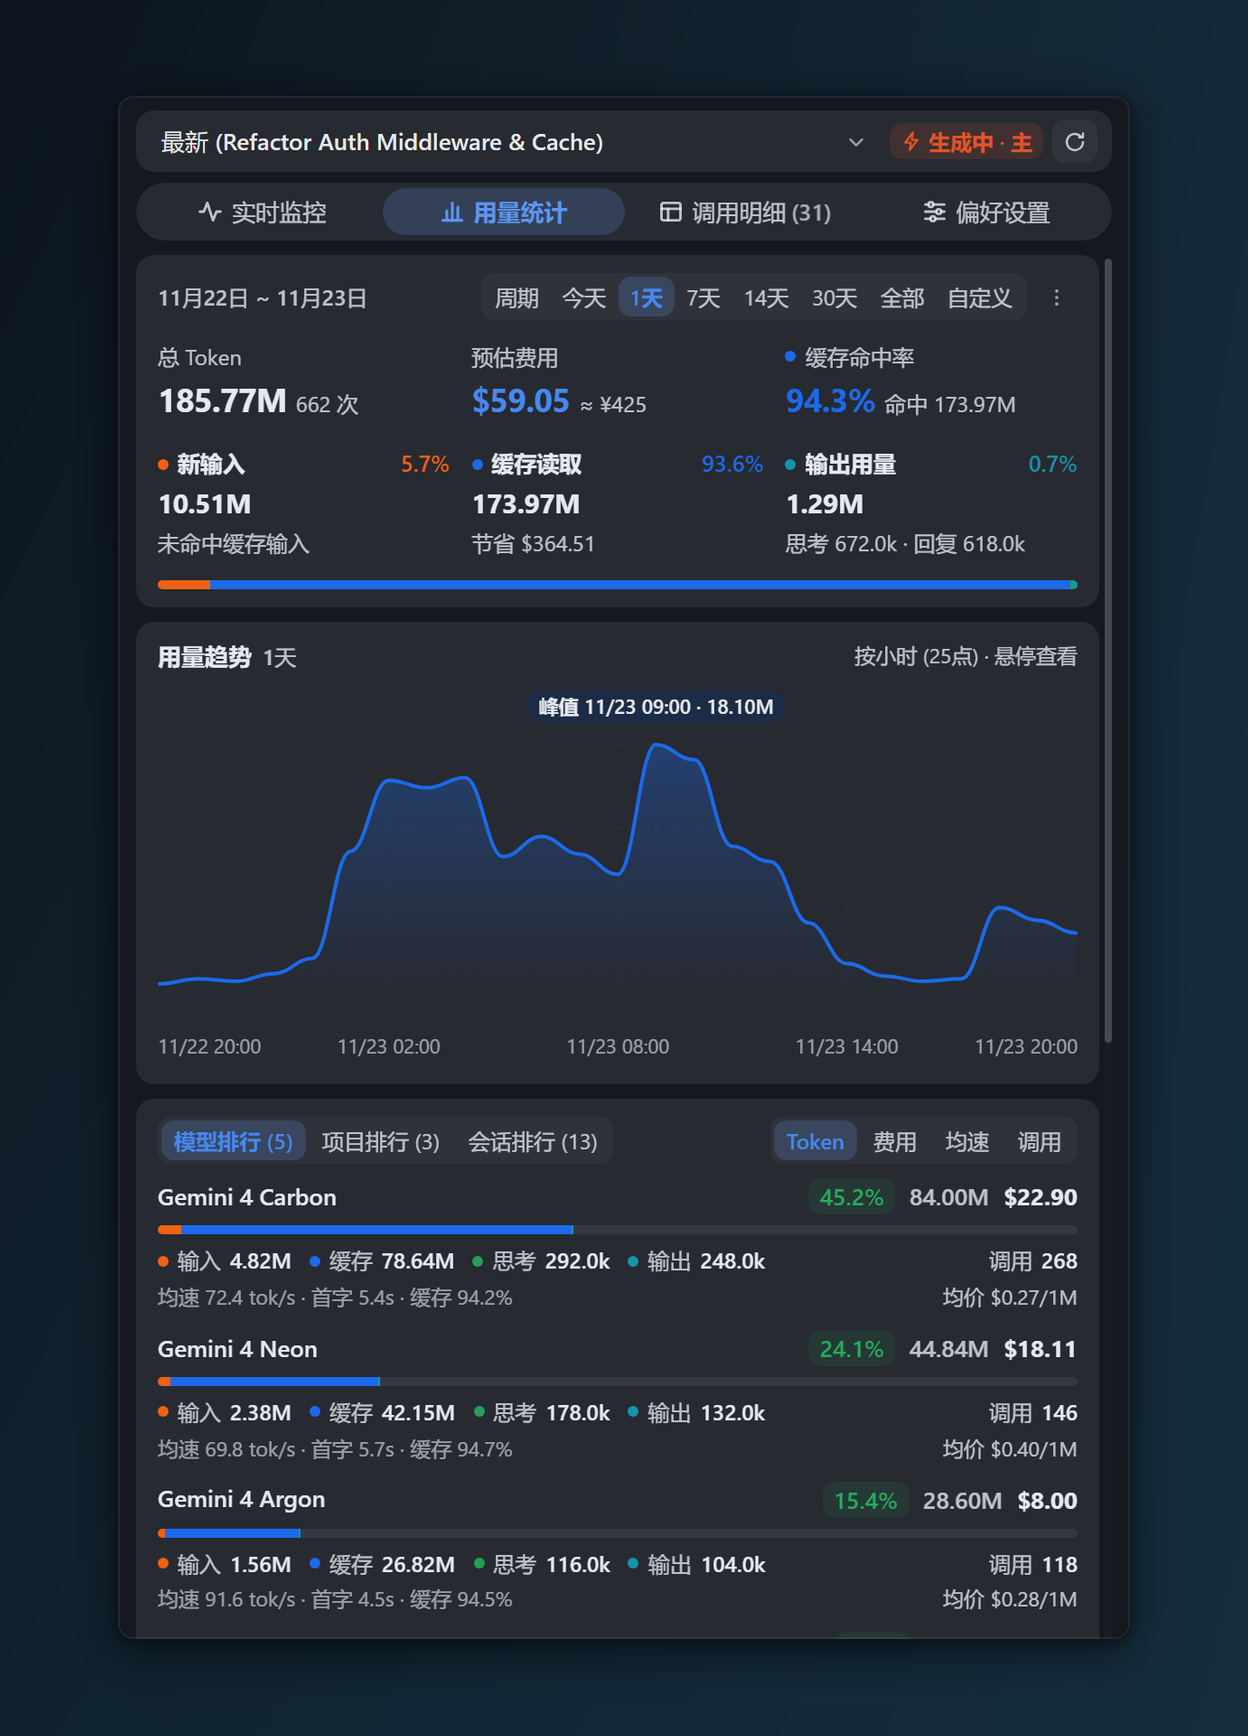 最新 (Refactor Auth Middleware & Cache) 生成中 · 主
实时监控 用量统计 调用明细 (31) 偏好设置
11月22日 ~ 11月23日 周期 今天 1天 7天 14天 30天 全部 自定义
总 Token 预估费用 缓存命中率
185.77M 662 次 $59.05 ≈ ¥425 94.3% 命中 173.97M
新输入 5.7% 缓存读取 93.6% 输出用量 0.7%
10.51M 173.97M 1.29M
未命中缓存输入 节省 $364.51 思考 672.0k · 回复 618.0k
用量趋势 1天 按小时 (25点) · 悬停查看
峰值 11/23 09:00 · 18.10M
11/22 20:00 11/23 02:00 11/23 08:00 11/23 14:00 11/23 20:00
模型排行 (5) 项目排行 (3) 会话排行 (13) Token 费用 均速 调用
Gemini 4 Carbon 45.2% 84.00M $22.90
输入 4.82M 缓存 78.64M 思考 292.0k 输出 248.0k 调用 268
均速 72.4 tok/s · 首字 5.4s · 缓存 94.2% 均价 $0.27/1M
Gemini 4 Neon 24.1% 44.84M $18.11
输入 2.38M 缓存 42.15M 思考 178.0k 输出 132.0k 调用 146
均速 69.8 tok/s · 首字 5.7s · 缓存 94.7% 均价 $0.40/1M
Gemini 4 Argon 15.4% 28.60M $8.00
输入 1.56M 缓存 26.82M 思考 116.0k 输出 104.0k 调用 118
均速 91.6 tok/s · 首字 4.5s · 缓存 94.5% 均价 $0.28/1M